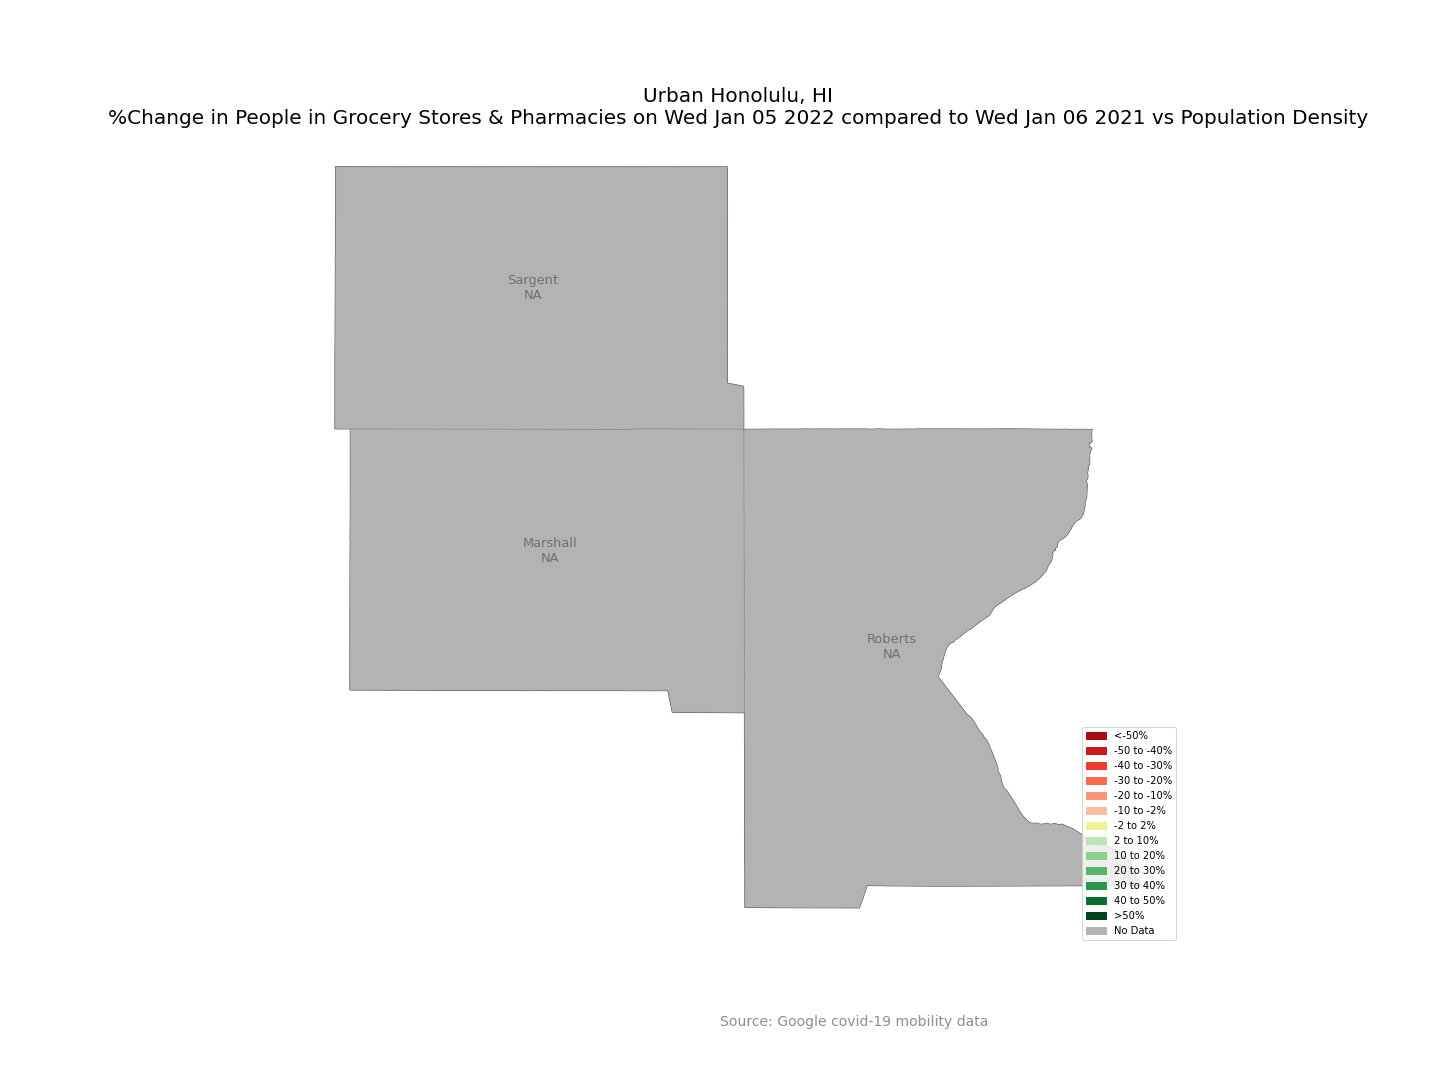 Urban Honolulu, HI
%Change in People in Grocery Stores & Pharmacies on Wed Jan 05 2022 compared to Wed Jan 06 2021 vs Population Density
Sargent
NA
Marshall
NA
Roberts
NA
<-50%
-50 to -40%
-40 to -30%
-30 to -20%
-20 to -10%
-10 to -2%
-2 to 2%
2 to 10%
10 to 20%
20 to 30%
30 to 40%
40 to 50%
>50%
No Data
Source: Google covid-19 mobility data